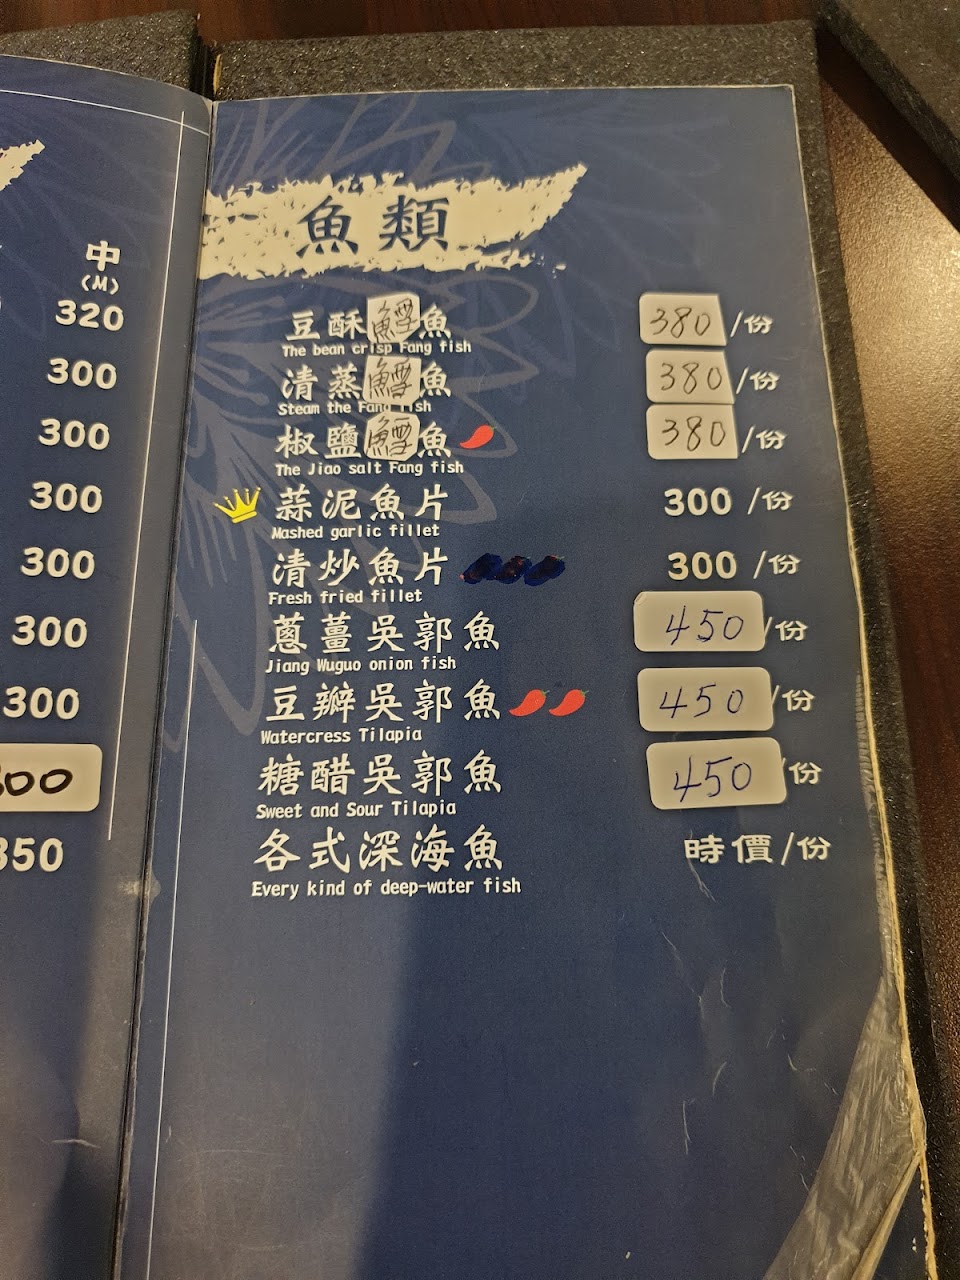 中
(M)
320
300
300
300
300
300
300
350
魚類
豆酥鱈魚 380/份
The bean crisp Fang fish
清蒸鱈魚 380/份
Steam the Fang fish
椒鹽鱈魚 380/份
The Jiao salt Fang fish
蒜泥魚片 300/份
Mashed garlic fillet
清炒魚片 300/份
Fresh fried fillet
蔥薑吳郭魚 450/份
Jiang Wuguo onion fish
豆瓣吳郭魚 450/份
Watercress Tilapia
糖醋吳郭魚 450/份
Sweet and Sour Tilapia
各式深海魚 時價/份
Every kind of deep-water fish